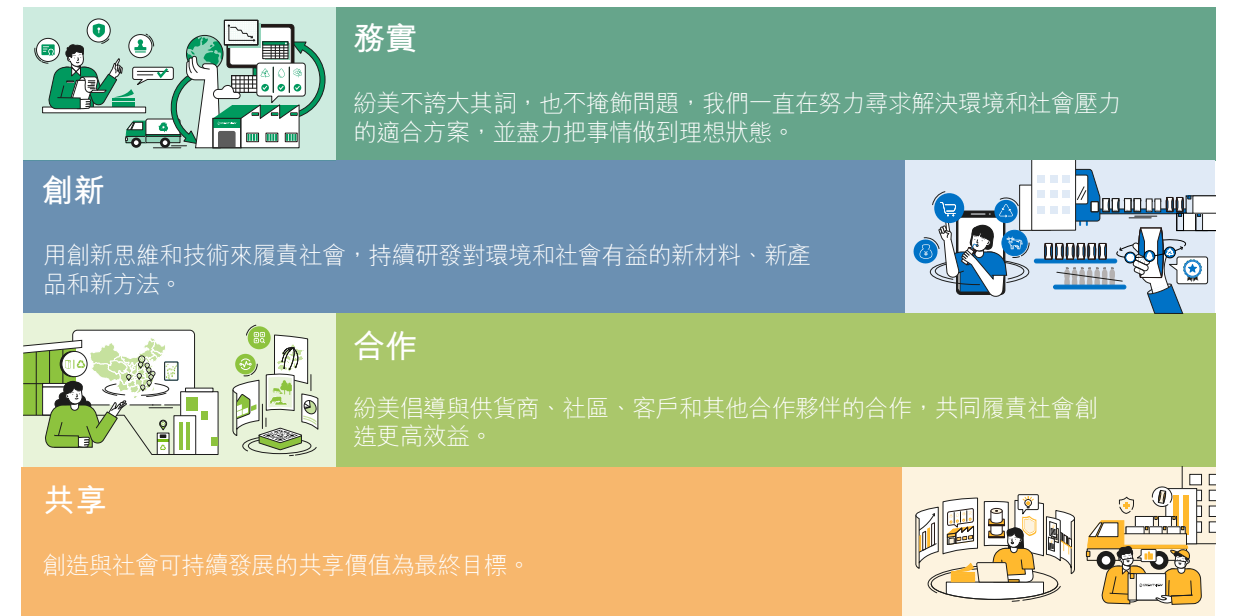 務實
紛美不誇大其詞，也不掩飾問題，我們一直在努力尋求解決環境和社會壓力
的適合方案，並盡力把事情做到理想狀態。
創新
用創新思維和技術來履責社會，持續研發對環境和社會有益的新材料、新產
品和新方法。
合作
紛美倡導與供貨商、社區、客戶和其他合作夥伴的合作，共同履責社會創
造更高效益。
共享
創造與社會可持續發展的共享價值為最終目標。